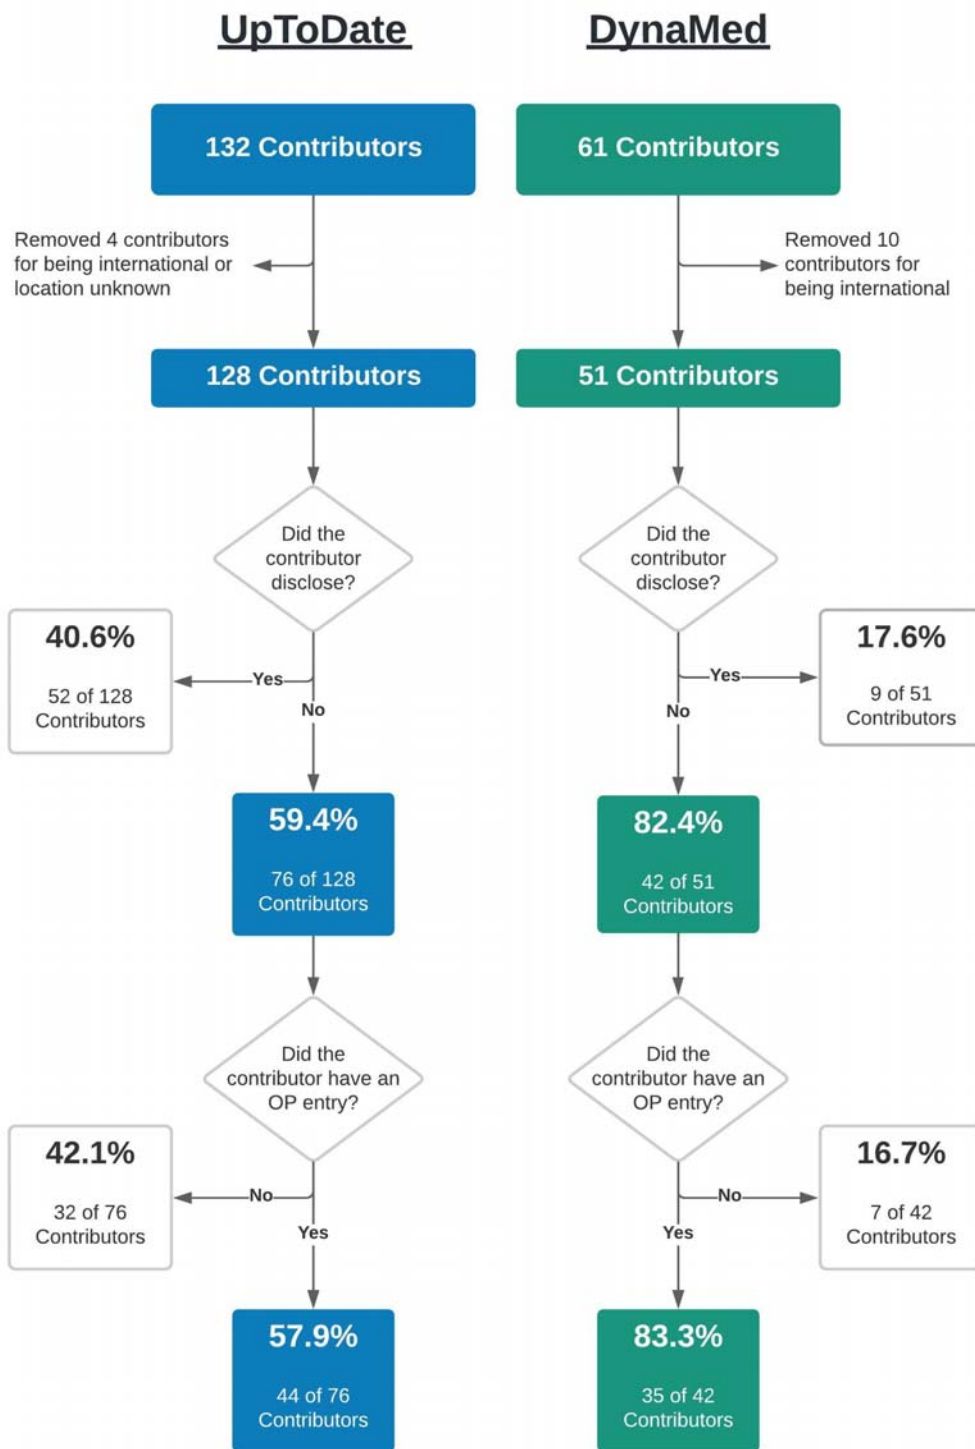 UpToDate
DynaMed
132 Contributors
61 Contributors
Removed 4 contributors
for being international or
location unknown
Removed 10
contributors for
being international
128 Contributors
51 Contributors
Did the
contributor
disclose?
Did the
contributor
disclose?
40.6%
52 of 128
Contributors
Yes
No
Yes
No
17.6%
9 of 51
Contributors
59.4%
76 of 128
Contributors
82.4%
42 of 51
Contributors
Did the
contributor have an
OP entry?
Did the
contributor have an
OP entry?
42.1%
32 of 76
Contributors
No
Yes
No
Yes
16.7%
7 of 42
Contributors
57.9%
44 of 76
Contributors
83.3%
35 of 42
Contributors